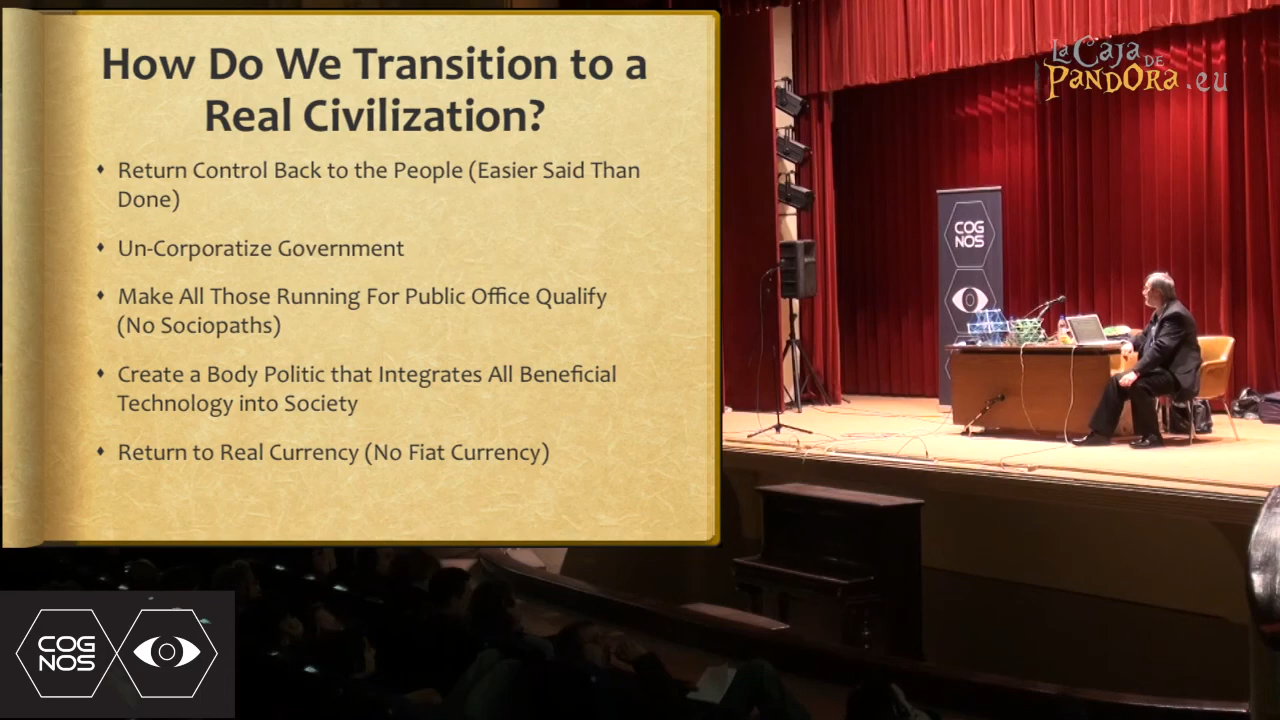 How Do We Transition to a
Real Civilization?
Return Control Back to the People (Easier Said Than
Done)
Un-Corporatize Government
Make All Those Running For Public Office Qualify
(No Sociopaths)
Create a Body Politic that Integrates All Beneficial
Technology into Society
Return to Real Currency (No Fiat Currency)
La Caja
DE
PANDORA.eu
COG
NOS
COG
NOS